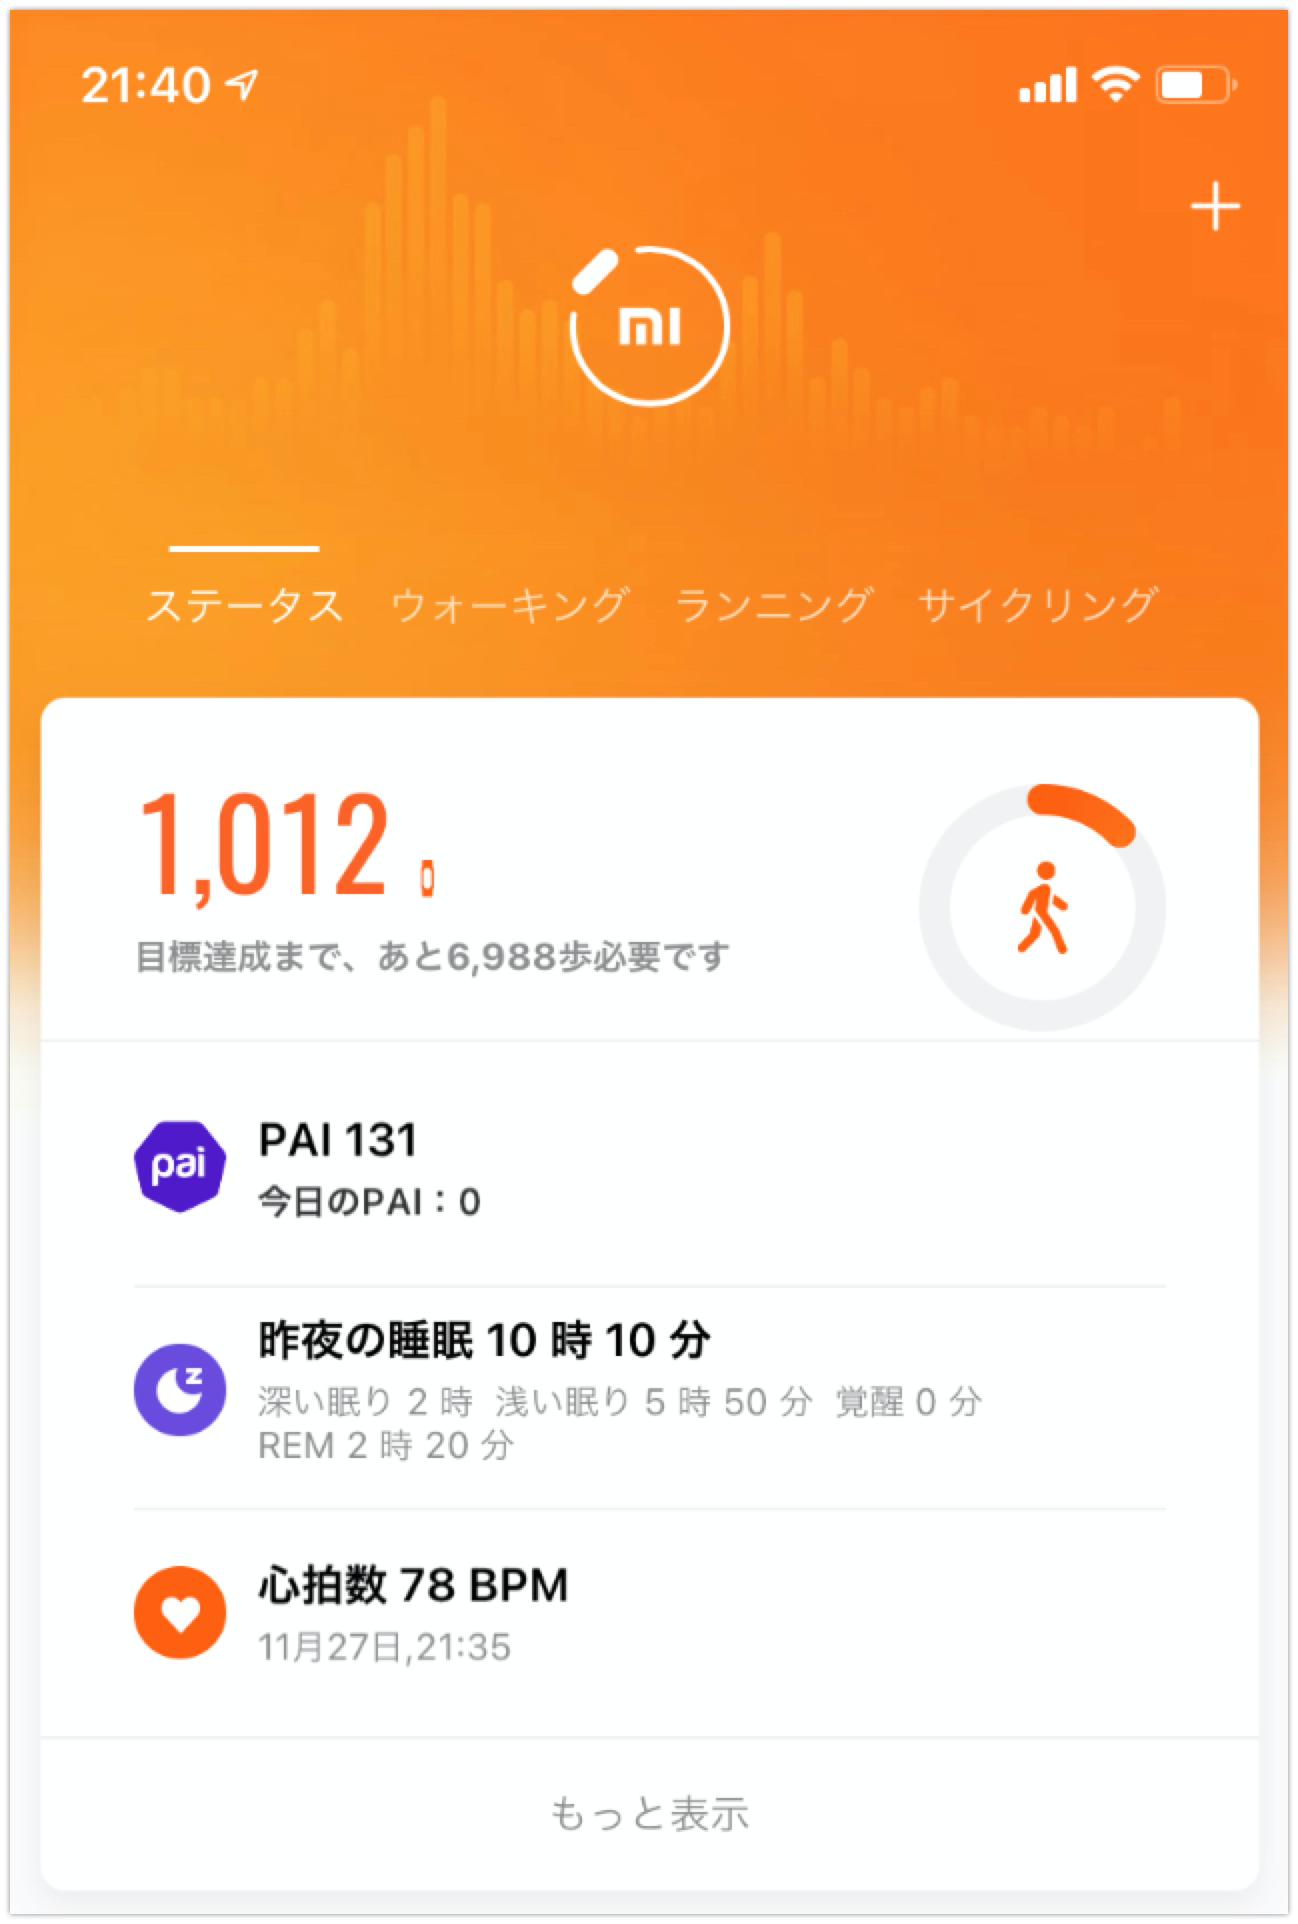 21:40
mi
ステータス ウォーキング ランニング サイクリング
1,012
目標達成まで、あと6,988歩必要です
pai
PAI 131
今日のPAI：0
z
昨夜の睡眠 10 時 10 分
深い眠り 2 時 浅い眠り 5 時 50 分 覚醒 0 分
REM 2 時 20 分
心拍数 78 BPM
11月27日,21:35
もっと表示